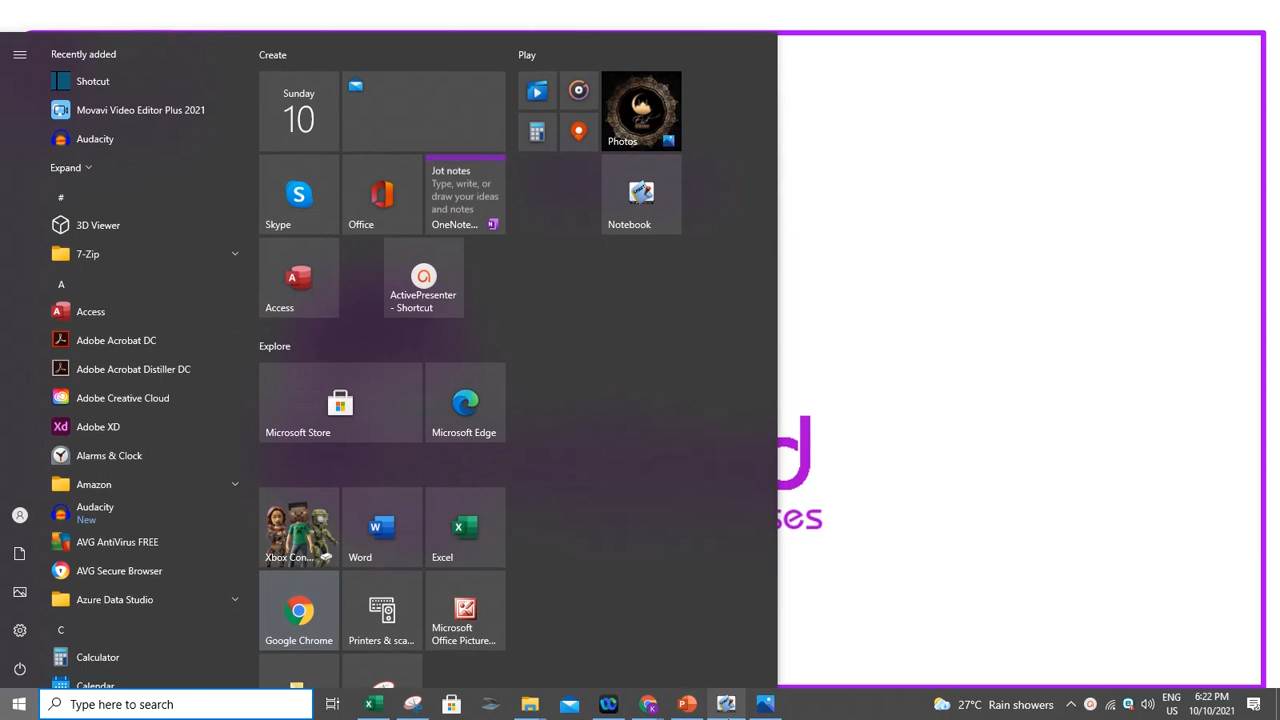 Recently added
Shotcut
Movavi Video Editor Plus 2021
Audacity
Expand
#
3D Viewer
7-Zip
A
Access
Adobe Acrobat DC
Adobe Acrobat Distiller DC
Adobe Creative Cloud
Xd Adobe XD
Alarms & Clock
Amazon
Audacity
New
AVG AntiVirus FREE
AVG Secure Browser
Azure Data Studio
C
Calculator
Calendar
Create
Sunday
10
Skype
Office
Jot notes
Type, write, or
draw your ideas
and notes
OneNote...
Access
ActivePresenter
- Shortcut
Explore
Microsoft Store
Microsoft Edge
Xbox Con...
Word
Excel
Google Chrome
Printers & sca...
Microsoft
Office Picture...
Play
Photos
Notebook
d
ses
Type here to search
27°C Rain showers
ENG
US
6:22 PM
10/10/2021